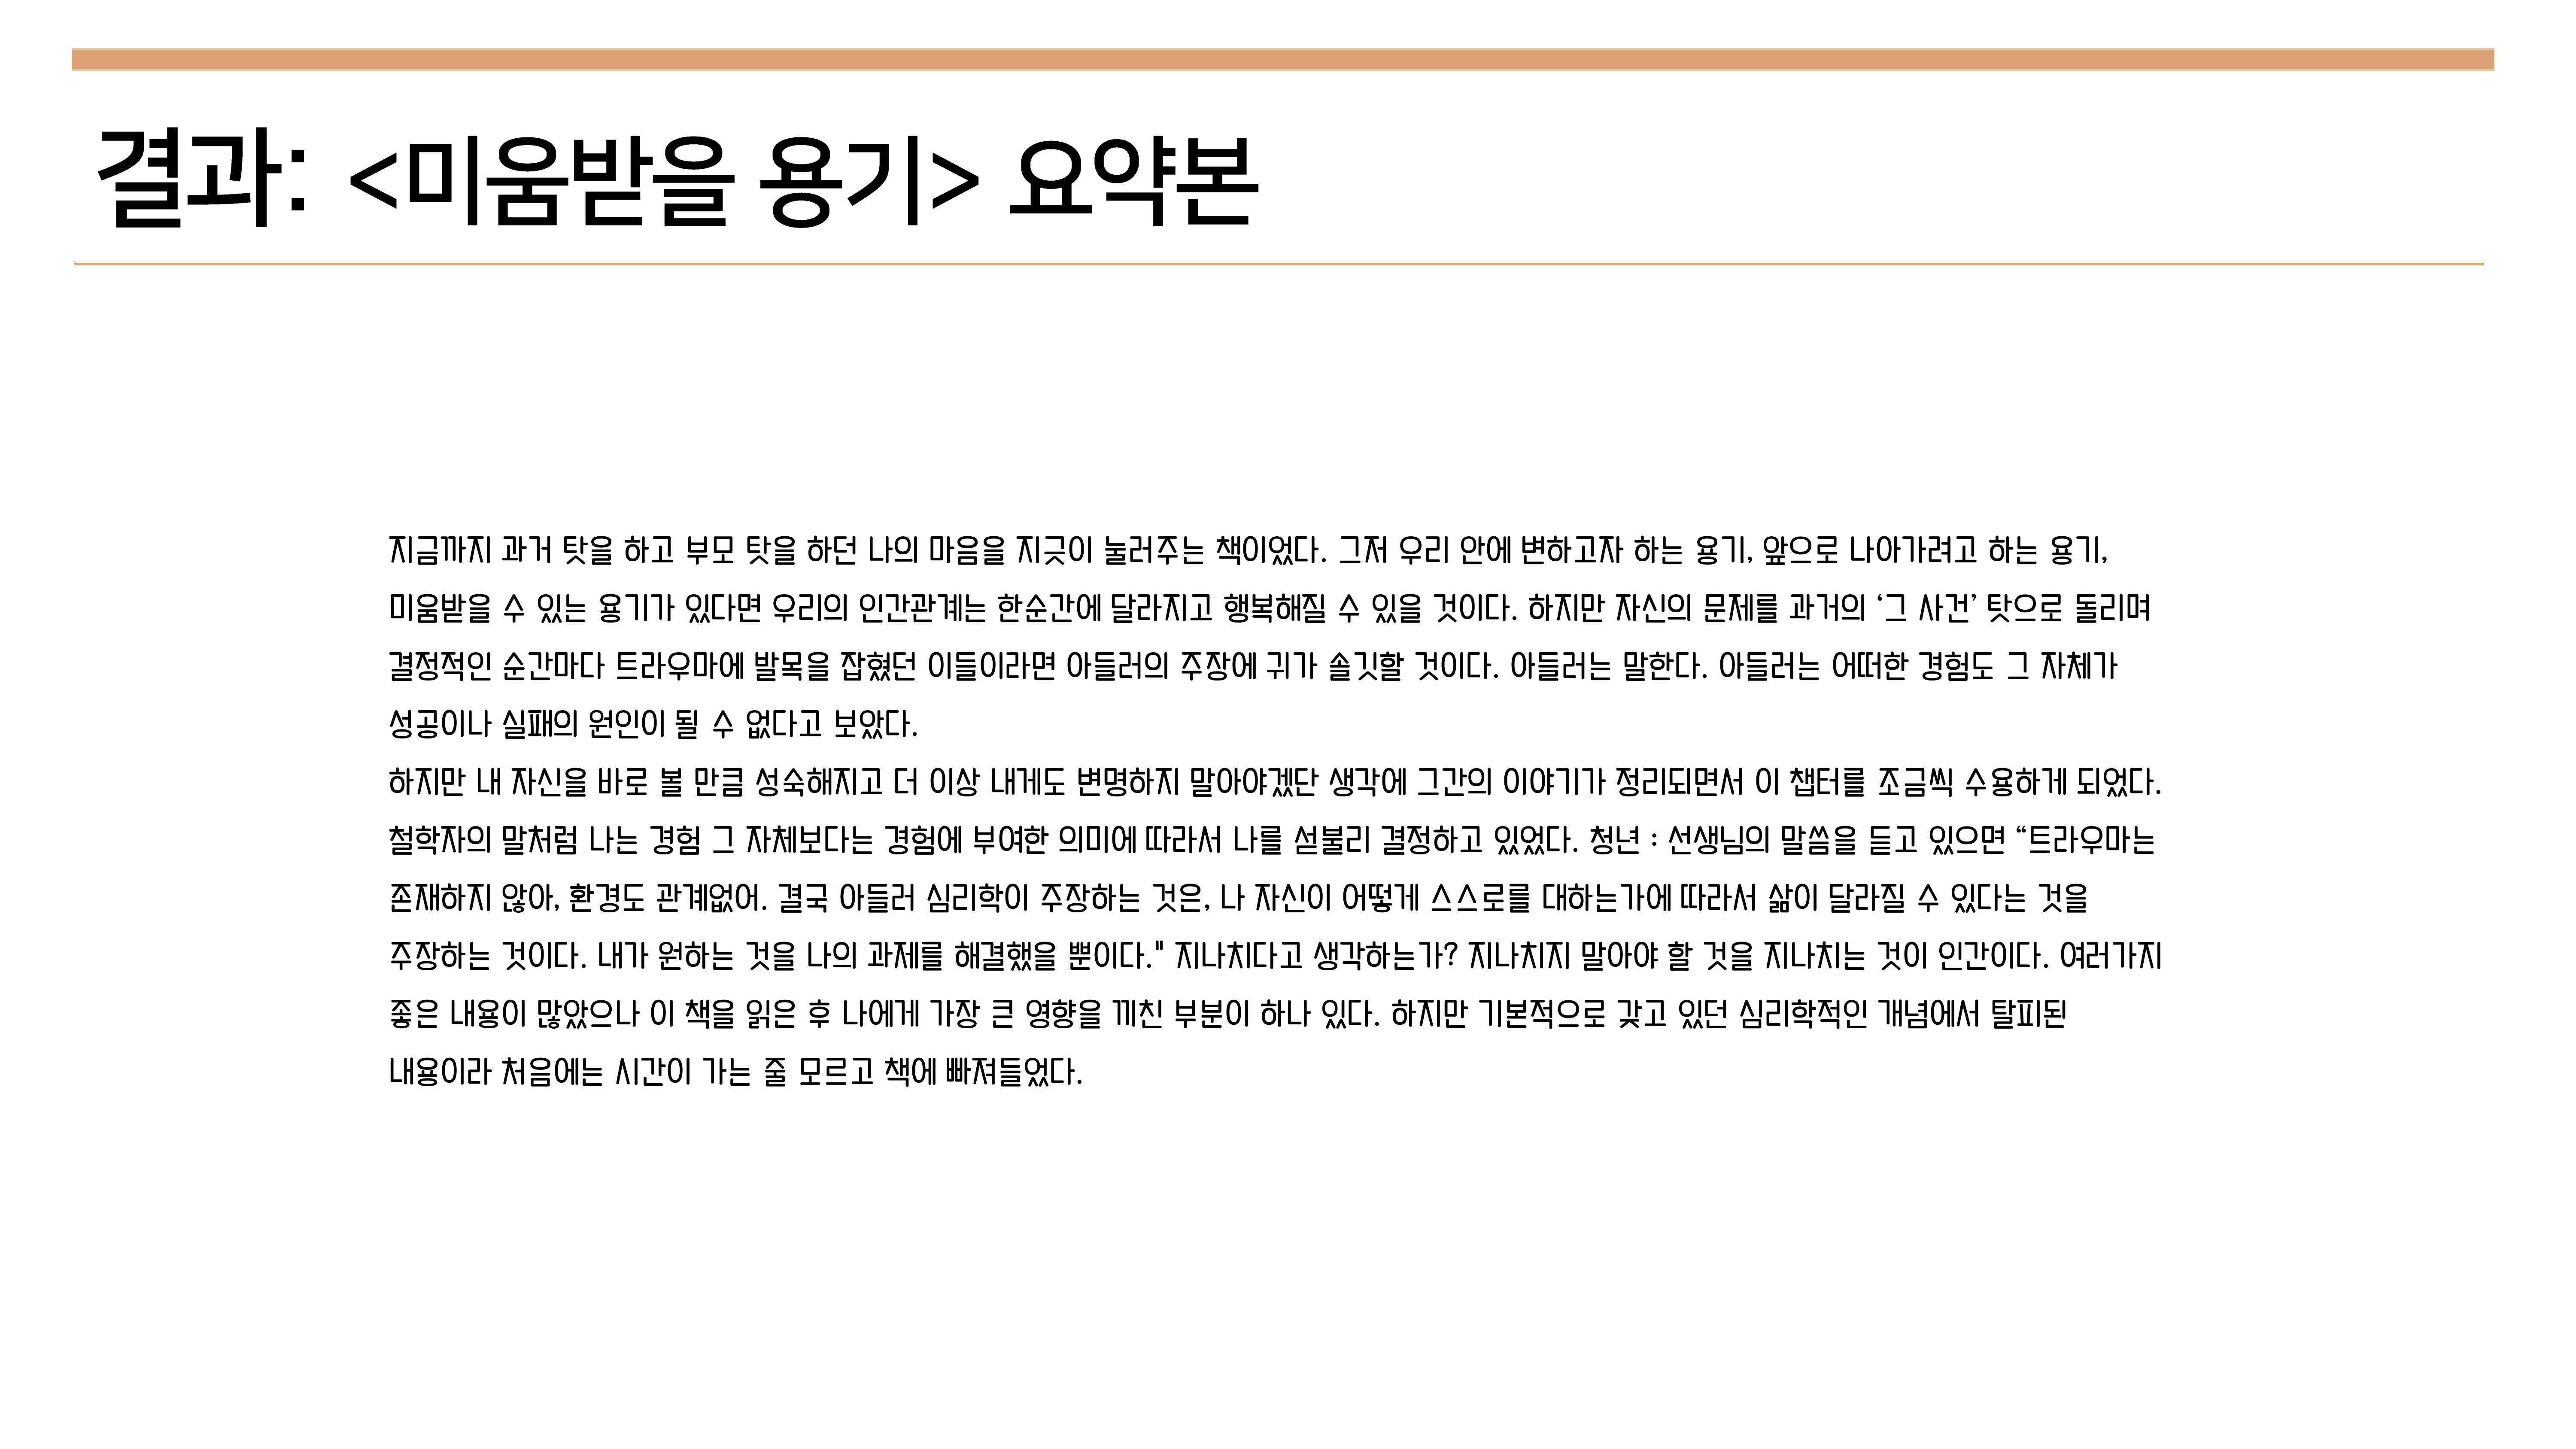 결과: <미움받을 용기> 요약본
지금까지 과거 탓을 하고 부모 탓을 하던 나의 마음을 지긋이 눌러주는 책이었다. 그저 우리 안에 변하고자 하는 용기, 앞으로 나아가려고 하는 용기,
미움받을 수 있는 용기가 있다면 우리의 인간관계는 한순간에 달라지고 행복해질 수 있을 것이다. 하지만 자신의 문제를 과거의 ‘그 사건’ 탓으로 돌리며
결정적인 순간마다 트라우마에 발목을 잡혔던 이들이라면 아들러의 주장에 귀가 솔깃할 것이다. 아들러는 말한다. 아들러는 어떠한 경험도 그 자체가
성공이나 실패의 원인이 될 수 없다고 보았다.
하지만 내 자신을 바로 볼 만큼 성숙해지고 더 이상 내게도 변명하지 말아야겠단 생각에 그간의 이야기가 정리되면서 이 챕터를 조금씩 수용하게 되었다.
철학자의 말처럼 나는 경험 그 자체보다는 경험에 부여한 의미에 따라서 나를 섣불리 결정하고 있었다. 청년 : 선생님의 말씀을 듣고 있으면 “트라우마는
존재하지 않아, 환경도 관계없어. 결국 아들러 심리학이 주장하는 것은, 나 자신이 어떻게 스스로를 대하는가에 따라서 삶이 달라질 수 있다는 것을
주장하는 것이다. 내가 원하는 것을 나의 과제를 해결했을 뿐이다." 지나치다고 생각하는가? 지나치지 말아야 할 것을 지나치는 것이 인간이다. 여러가지
좋은 내용이 많았으나 이 책을 읽은 후 나에게 가장 큰 영향을 끼친 부분이 하나 있다. 하지만 기본적으로 갖고 있던 심리학적인 개념에서 탈피된
내용이라 처음에는 시간이 가는 줄 모르고 책에 빠져들었다.